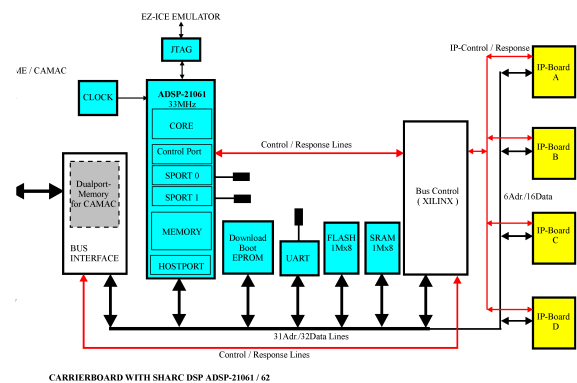 EZ-ICE EMULATOR
IP-Control / Response
JTAG
ME / CAMAC
IP-Board
A
CLOCK
ADSP-21061
33MHz
CORE
Control / Response Lines
Control Port
IP-Board
B
SPORT 0
Dualport-
Memory
for CAMAC
SPORT 1
Bus Control
( XILINX )
6Adr./16Data
MEMORY
Download
Boot
EPROM
UART
FLASH
1Mx8
SRAM
1Mx8
IP-Board
C
BUS
INTERFACE
HOSTPORT
IP-Board
D
31Adr./32Data Lines
Control / Response Lines
CARRIERBOARD WITH SHARC DSP ADSP-21061 / 62